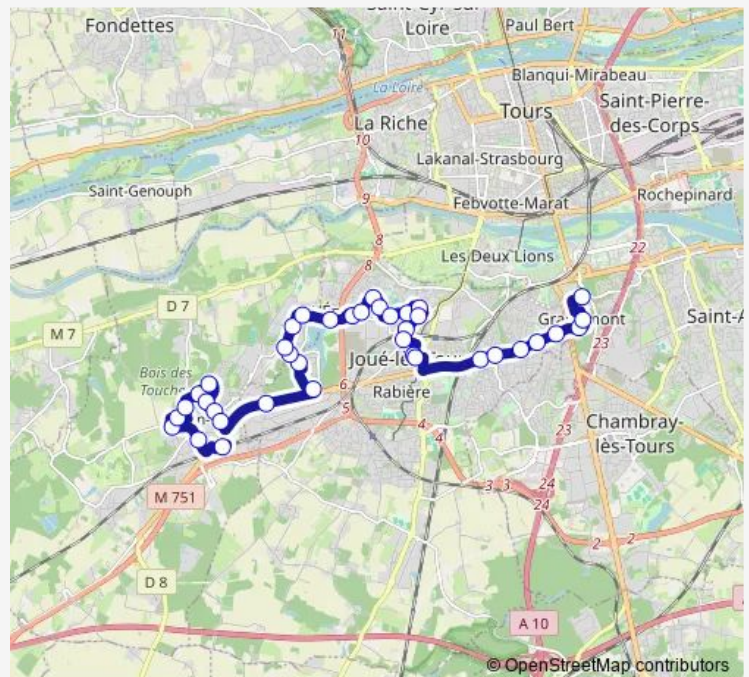 Fondettes
Loire
Paul Bert
11
Blanqui-Mirabeau
La Loire
Tours
Saint-Pierre-
des-Corps
La Riche
10
Lakanal-Strasbourg
Saint-Genouph
9
Febvotte-Marat
Rochepinard
8
22
Les Deux Lions
8
D 7
M 7
23
Bois des
6
Rabière
5
4
4
23
Chambray-
lès-Tours
M 751
3
3
24
24
2
2
D 8
A 10
© OpenStreetMap contributors